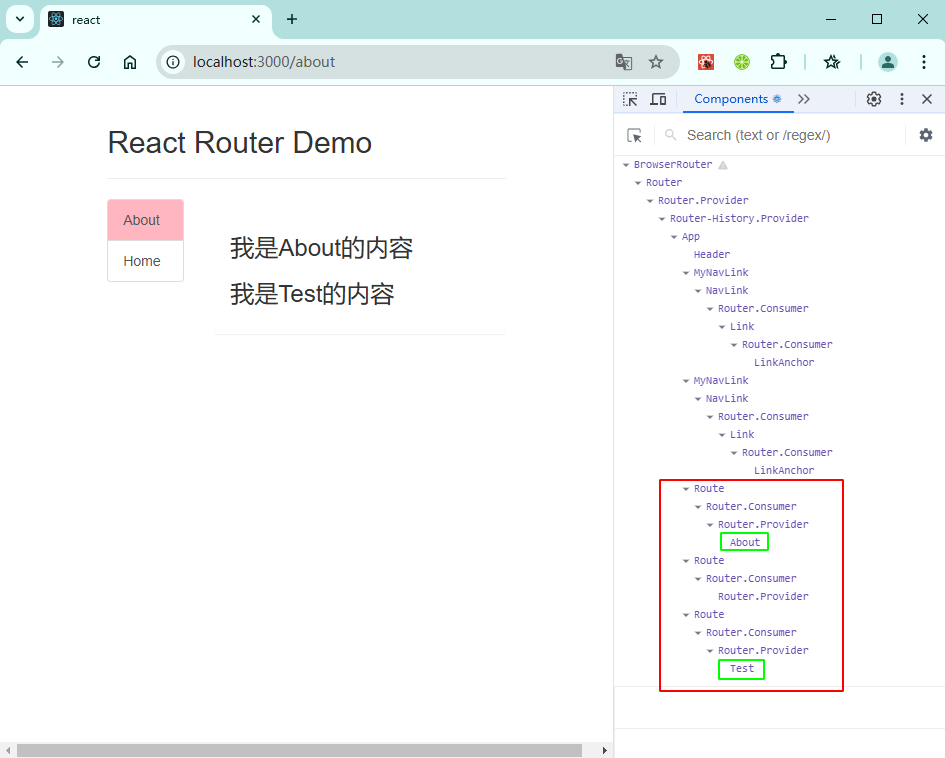 react
localhost:3000/about
Components
Search (text or /regex/)
React Router Demo
About
Home
我是About的内容
我是Test的内容
BrowserRouter
Router
Router.Provider
Router-History.Provider
App
Header
MyNavLink
NavLink
Router.Consumer
Link
Router.Consumer
LinkAnchor
MyNavLink
NavLink
Router.Consumer
Link
Router.Consumer
LinkAnchor
Route
Router.Consumer
Router.Provider
About
Route
Router.Consumer
Router.Provider
Route
Router.Consumer
Router.Provider
Test